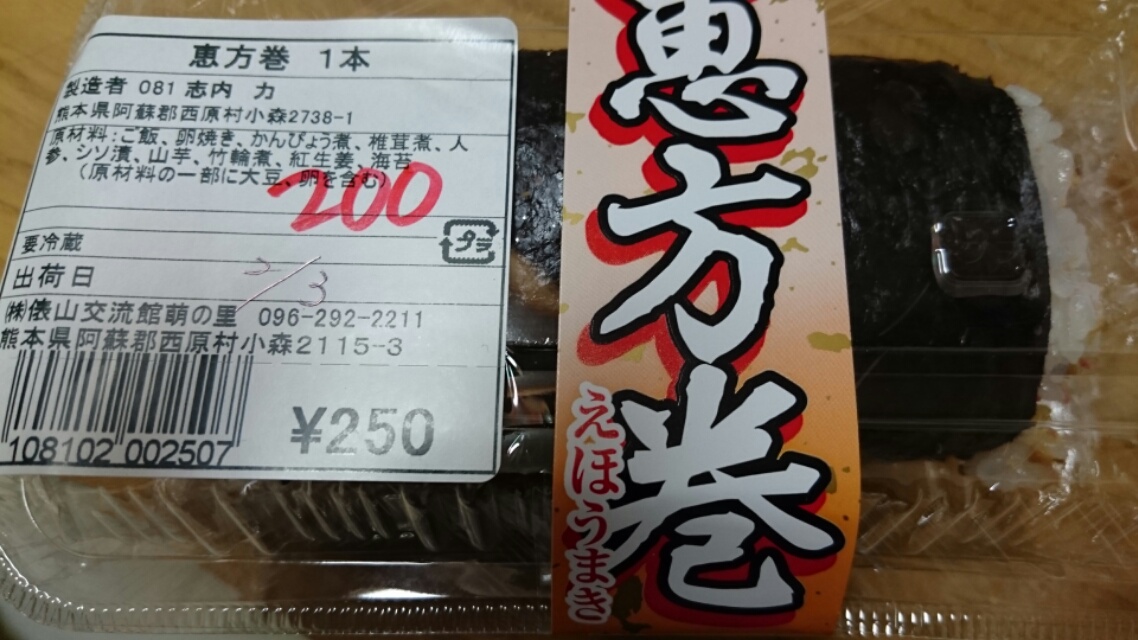 恵方巻 1本
製造者 081 志内 力
熊本県阿蘇郡西原村小森2738-1
原材料:ご飯、卵焼き、かんぴょう煮、椎茸煮、人
参、シソ漬、山芋、竹輪煮、紅生姜、海苔
(原材料の一部に大豆、卵を含む)
200
要冷蔵
プラ
出荷日
2/3
(株)俵山交流館萌の里 096-292-2211
熊本県阿蘇郡西原村小森2115-3
¥250
108102 002507
恵方巻
えほうまき
プラ